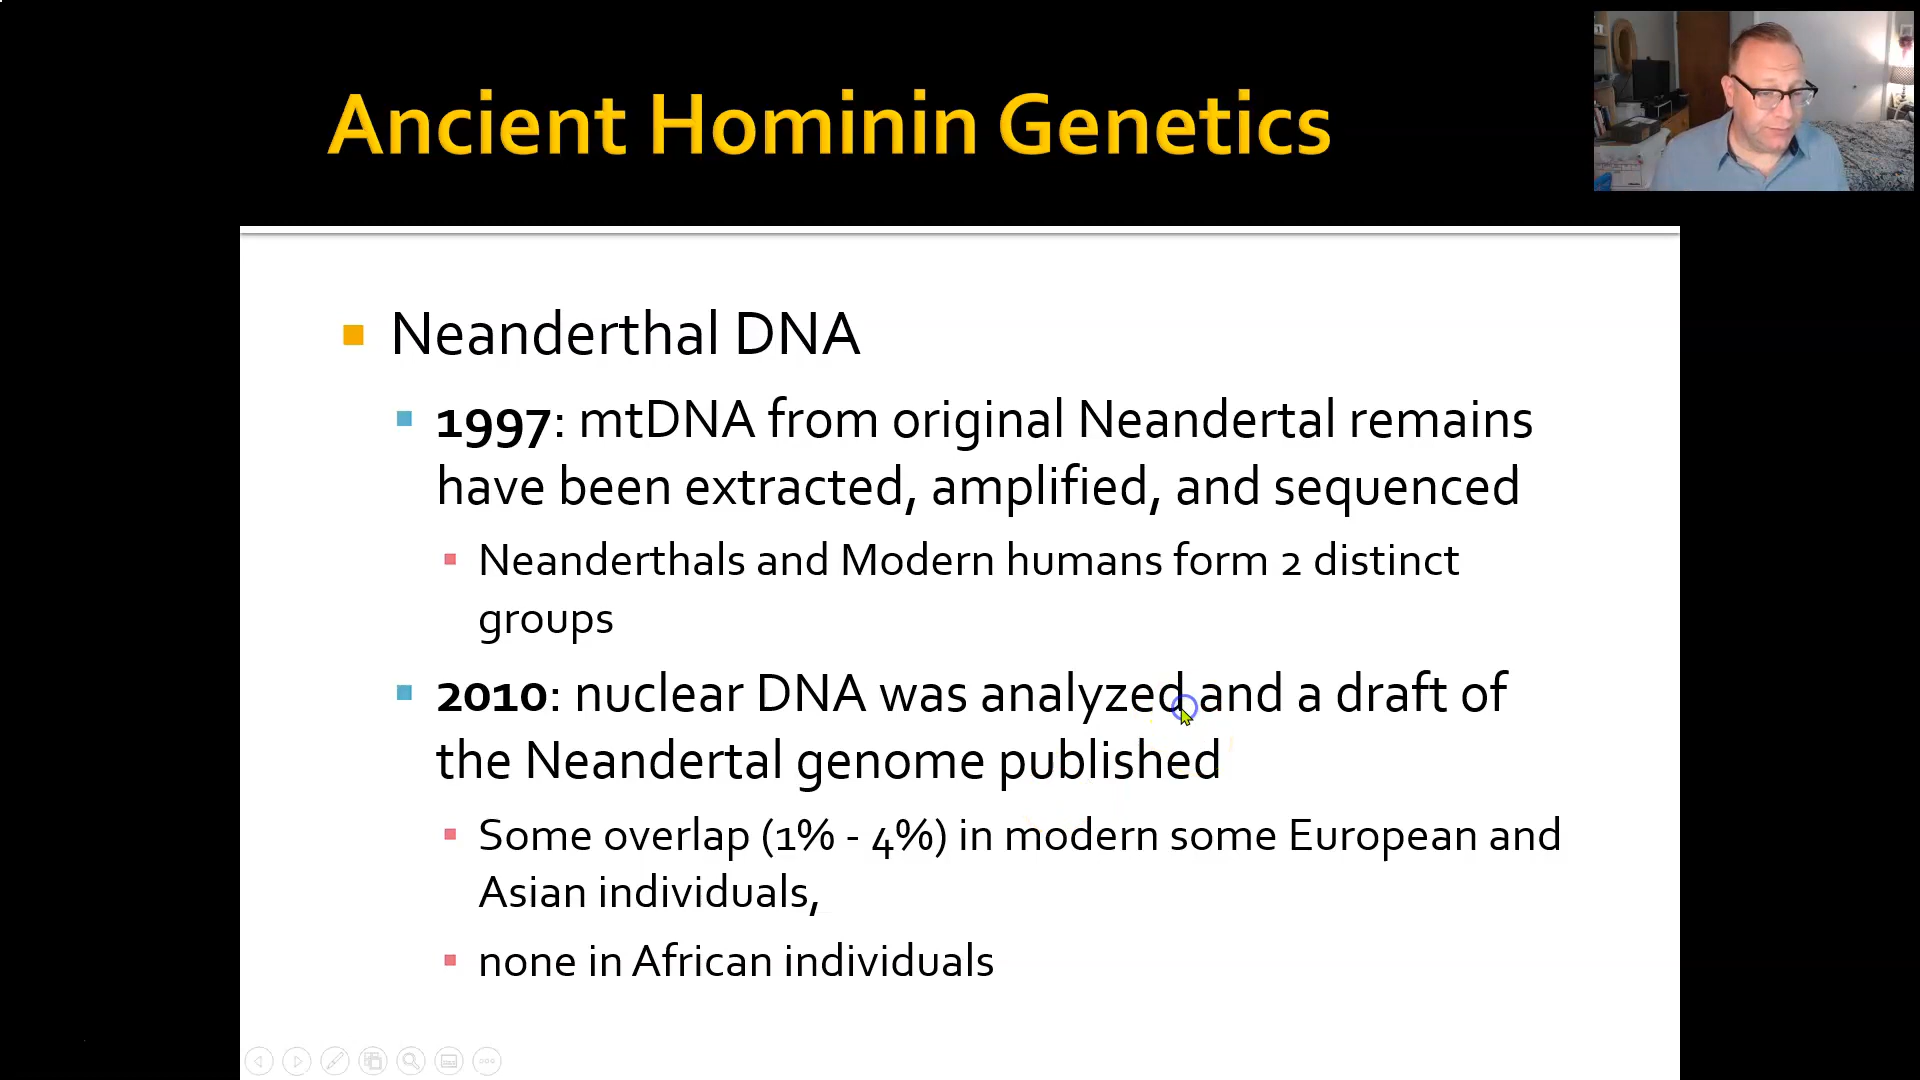 Ancient Hominin Genetics
Neanderthal DNA
1997: mtDNA from original Neandertal remains
have been extracted, amplified, and sequenced
Neanderthals and Modern humans form 2 distinct
groups
2010: nuclear DNA was analyzed and a draft of
the Neandertal genome published
Some overlap (1% - 4%) in modern some European and
Asian individuals,
none in African individuals